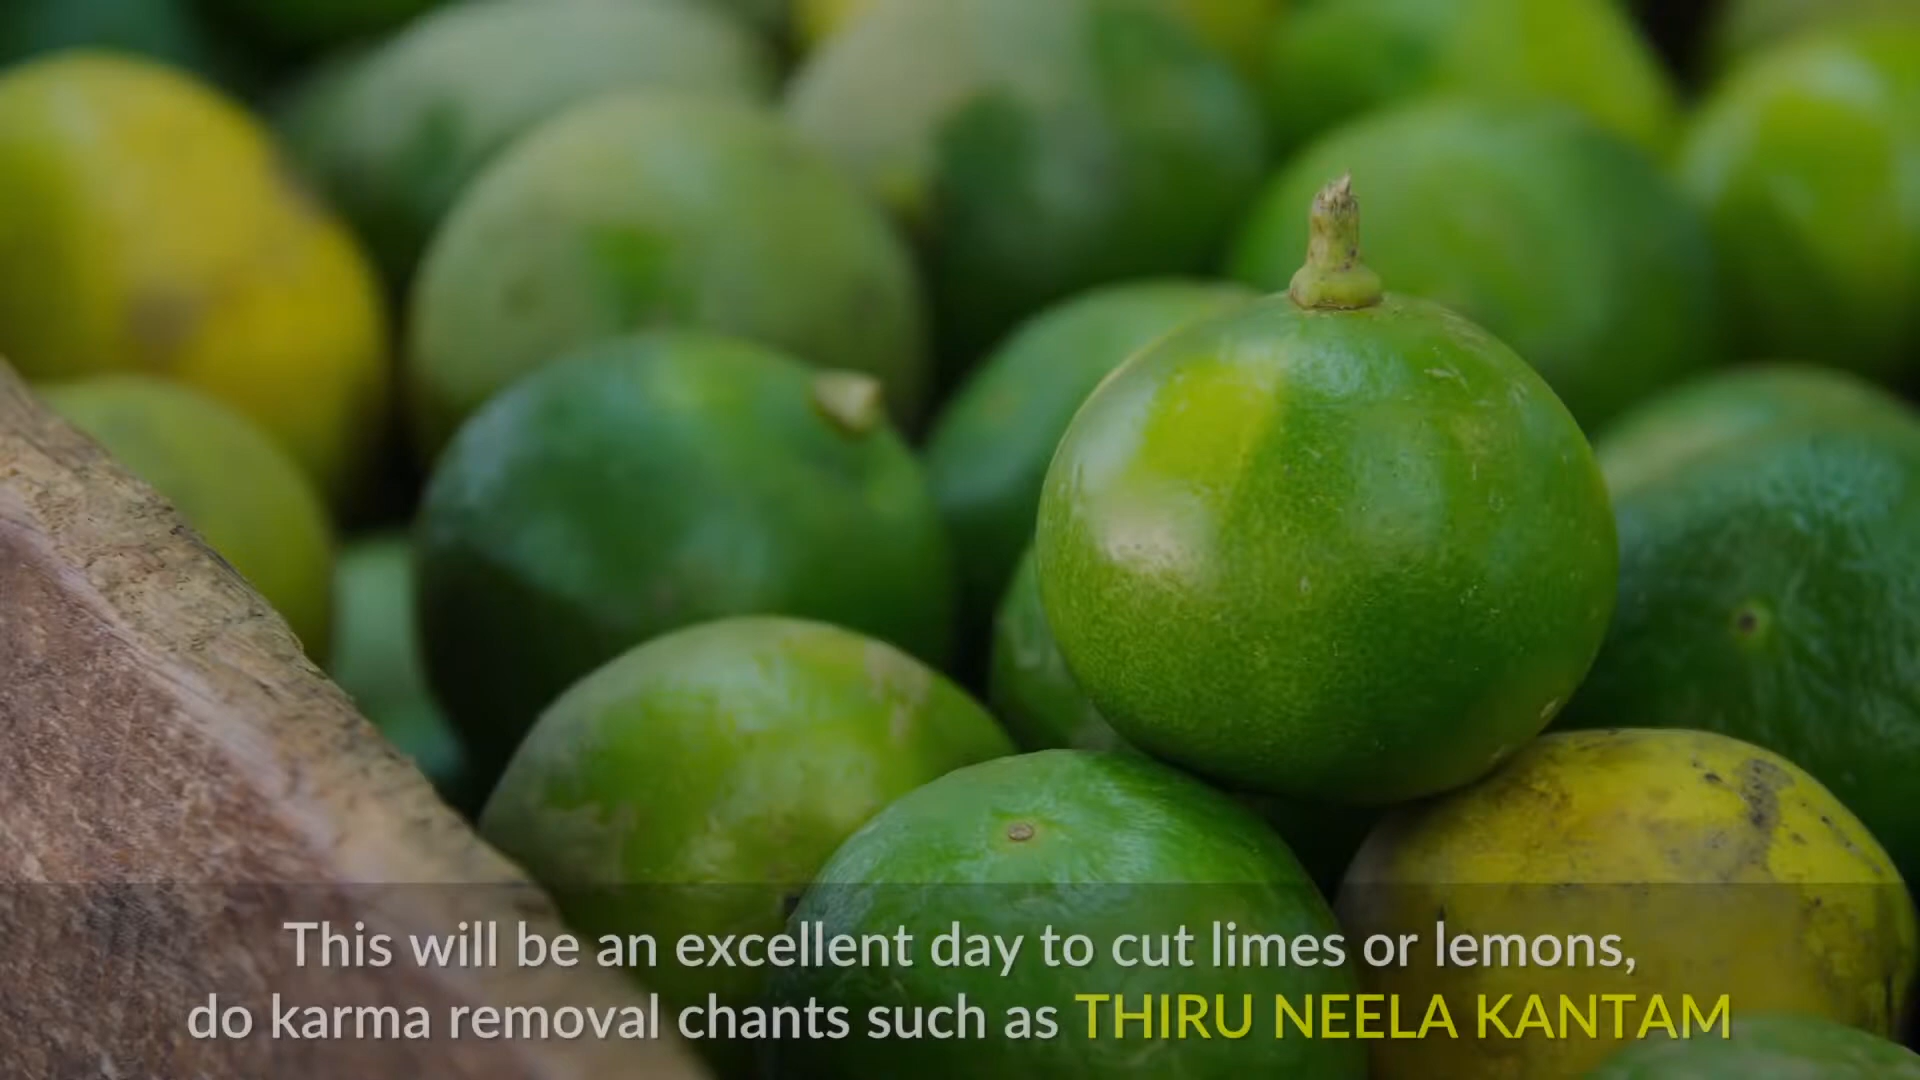 This will be an excellent day to cut limes or lemons,
do karma removal chants such as THIRU NEELA KANTAM